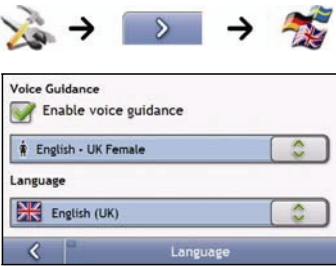 Voice Guidance
Enable voice guidance
English - UK Female
Language
English (UK)
Language